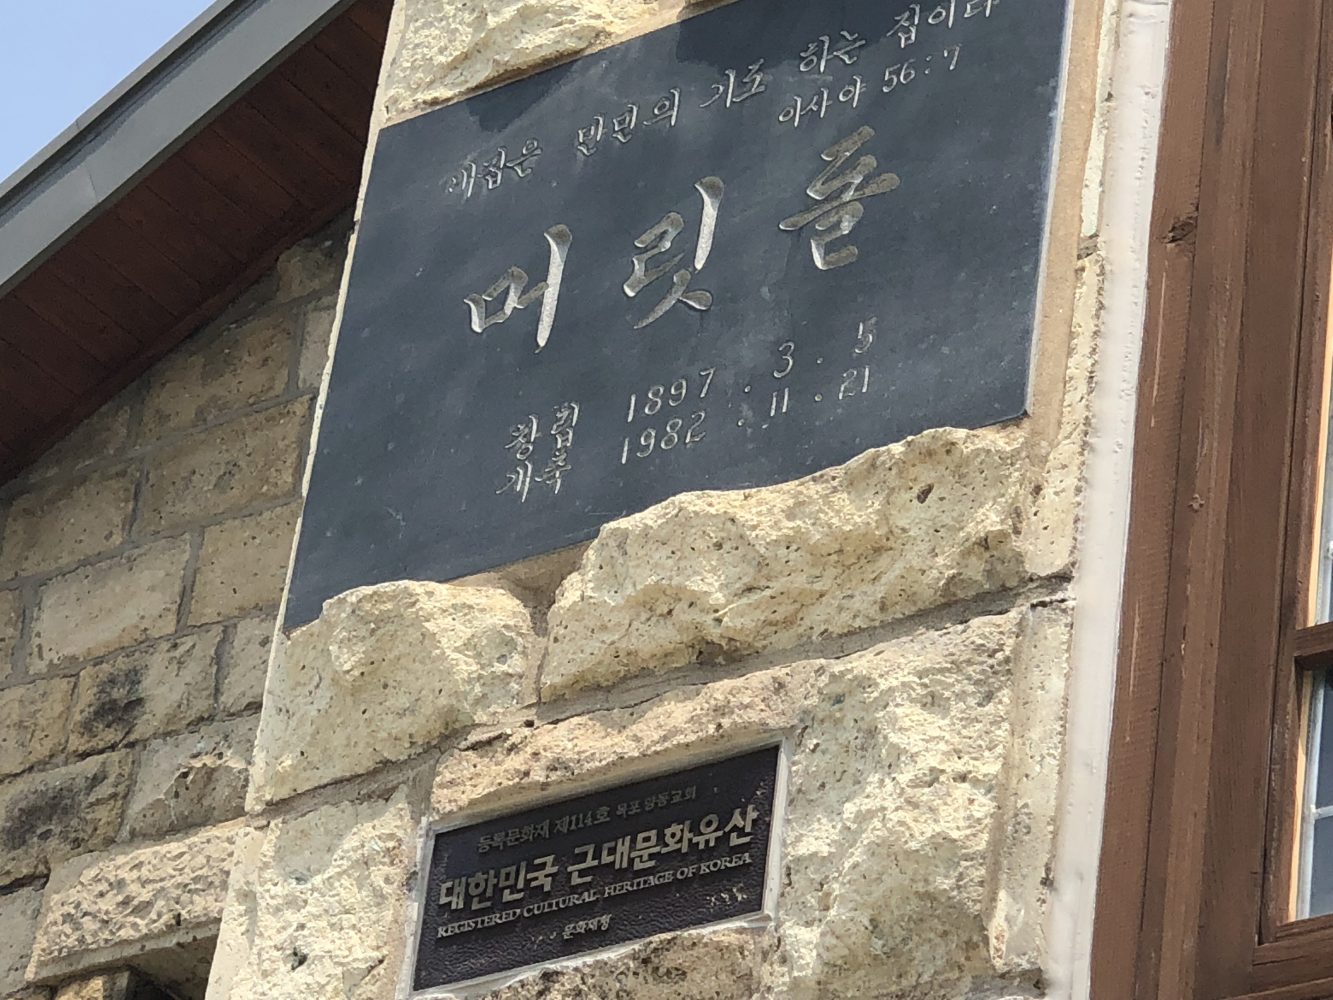 내집은 만민의 기도 하는 집이라
이사야 56:7
머릿돌
창립 1897.3.5
개축 1982.11.21
등록문화재 제114호 목포 양동교회
대한민국 근대문화유산
REGISTERED CULTURAL HERITAGE OF KOREA
문화재청